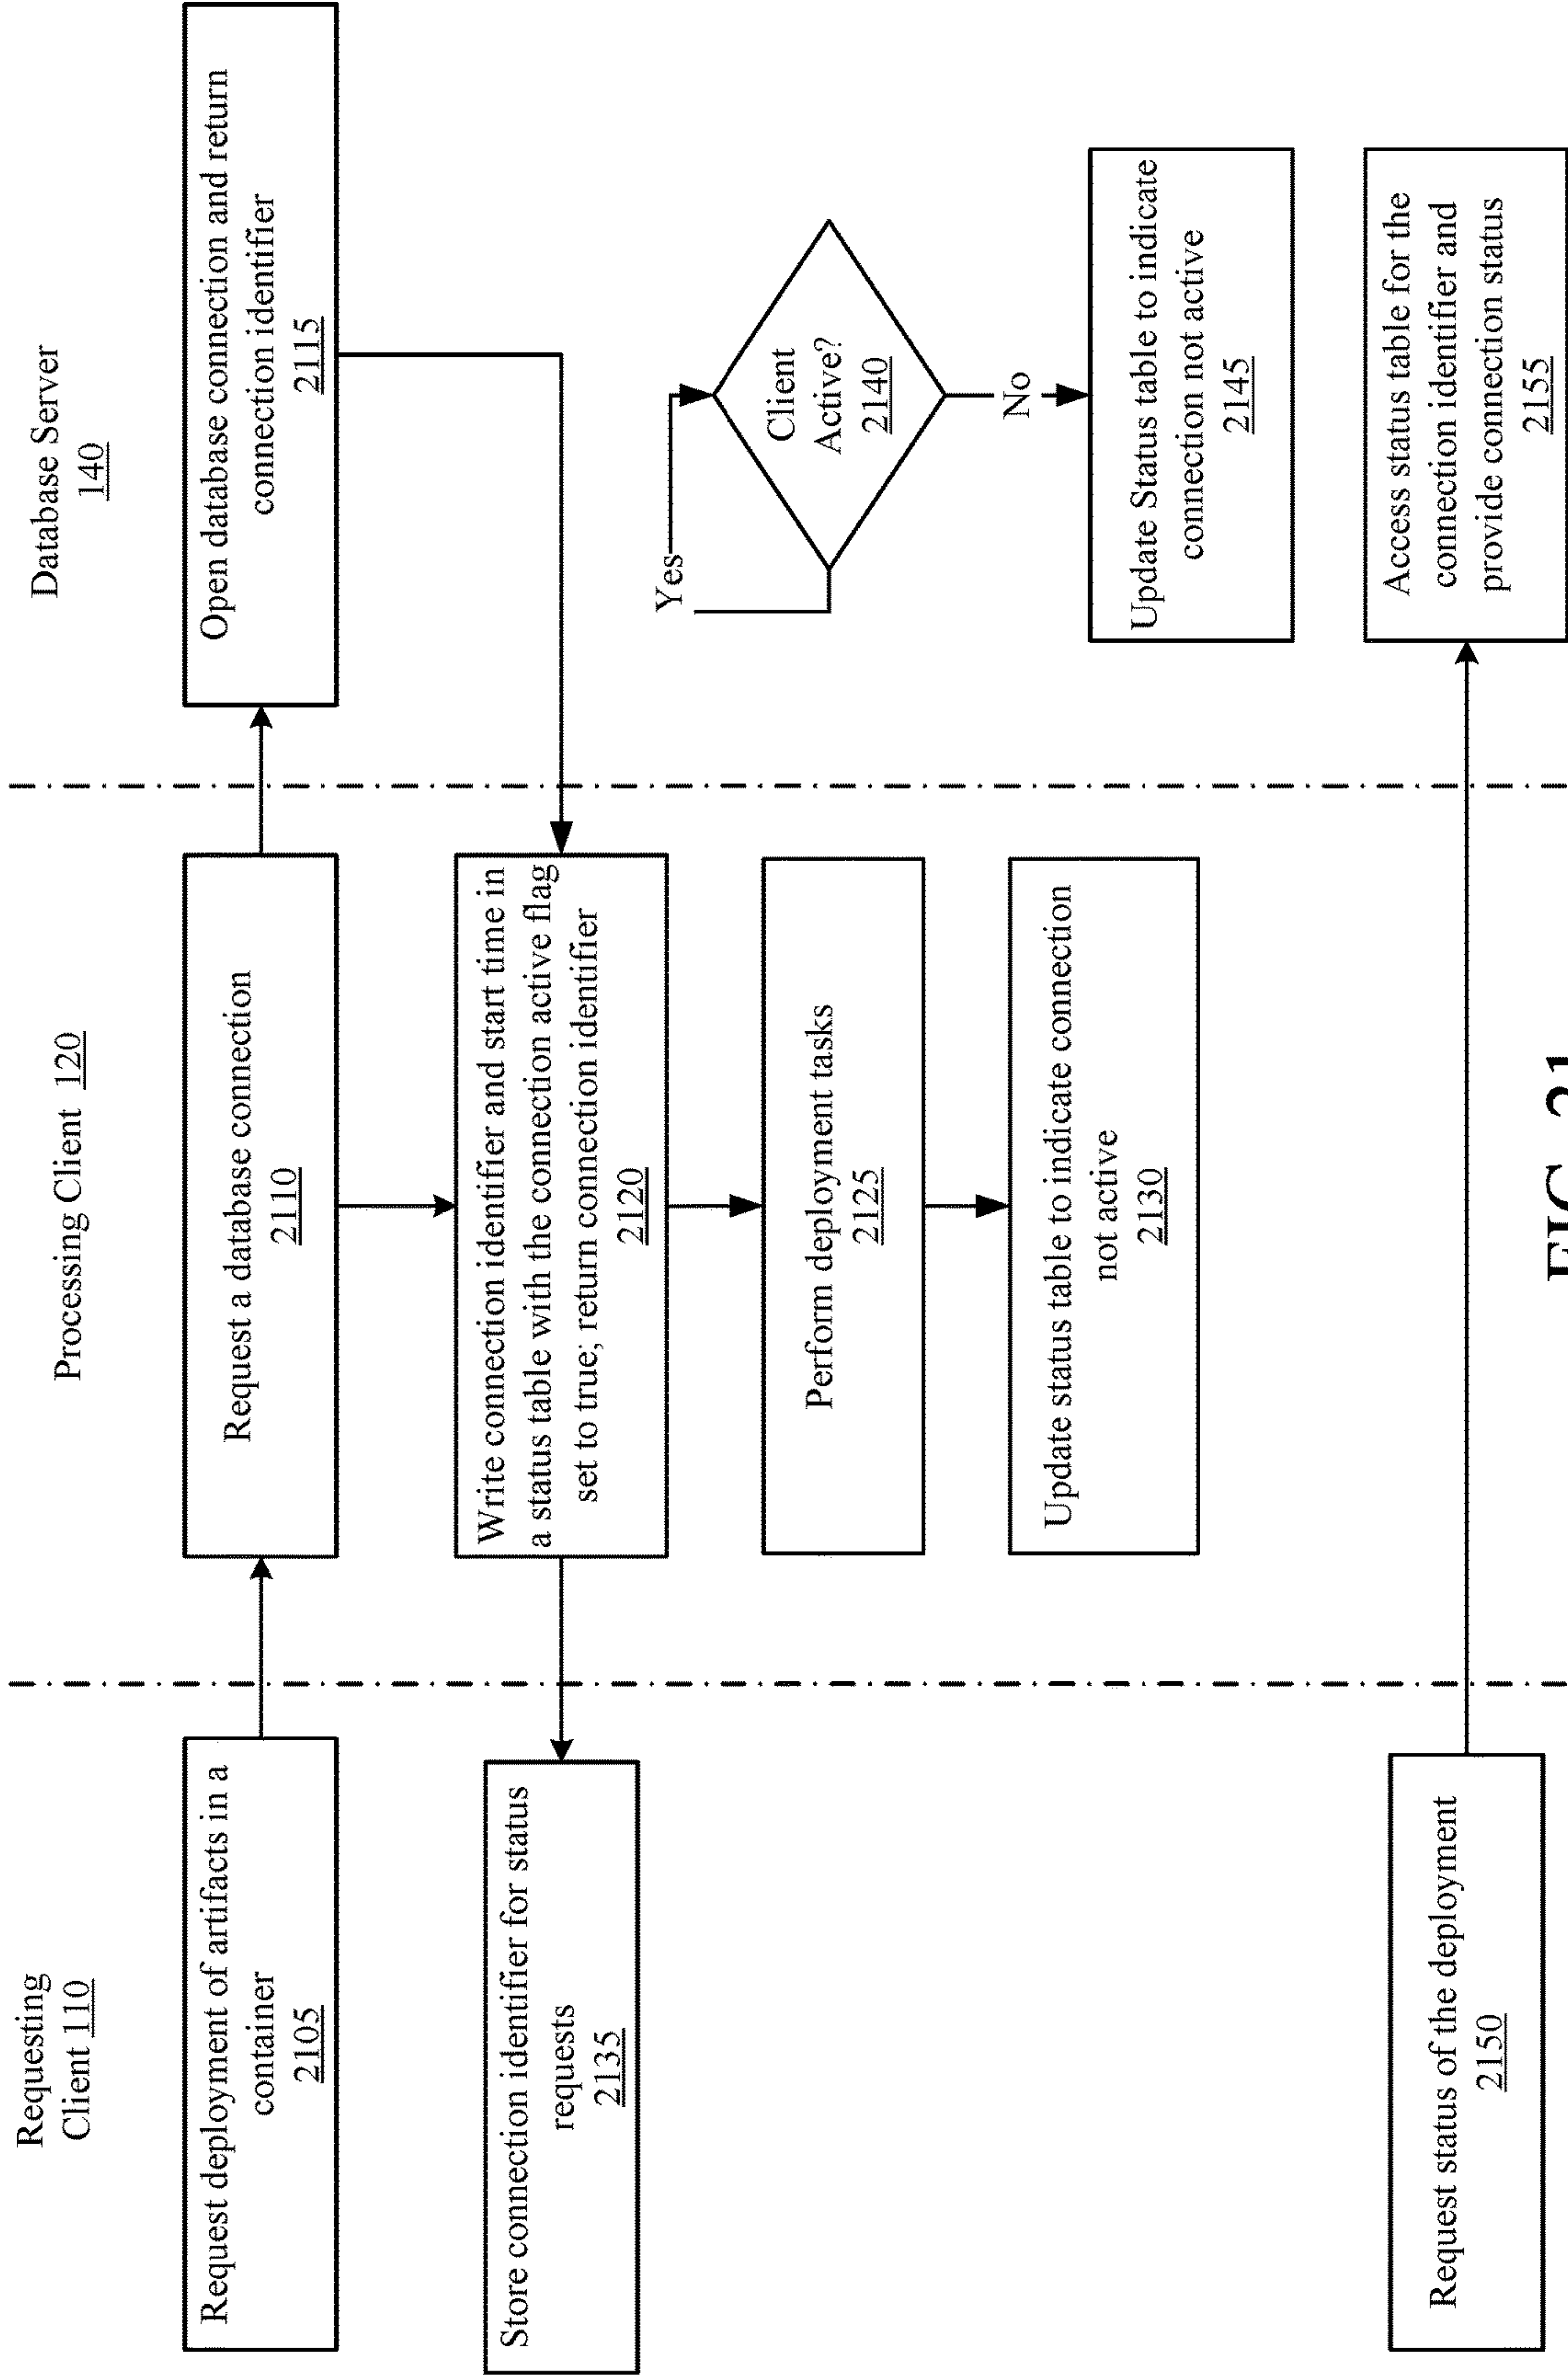 Requesting
Client 110
Processing Client 120
Database Server
140
Request deployment of artifacts in a
container
2105
Request a database connection
2110
Open database connection and return
connection identifier
2115
Write connection identifier and start time in
a status table with the connection active flag
set to true; return connection identifier
2120
Store connection identifier for status
requests
2135
Perform deployment tasks
2125
Update status table to indicate connection
not active
2130
Yes
Client
Active?
2140
No
Update Status table to indicate
connection not active
2145
Request status of the deployment
2150
Access status table for the
connection identifier and
provide connection status
2155
FIG. 21